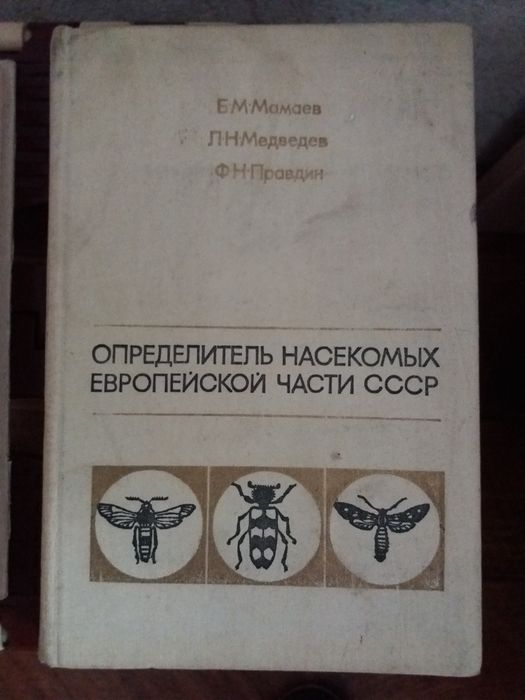 Б·М·Мамаев
Л·Н·Медведев
Ф·Н·Правдин
ОПРЕДЕЛИТЕЛЬ НАСЕКОМЫХ
ЕВРОПЕЙСКОЙ ЧАСТИ СССР